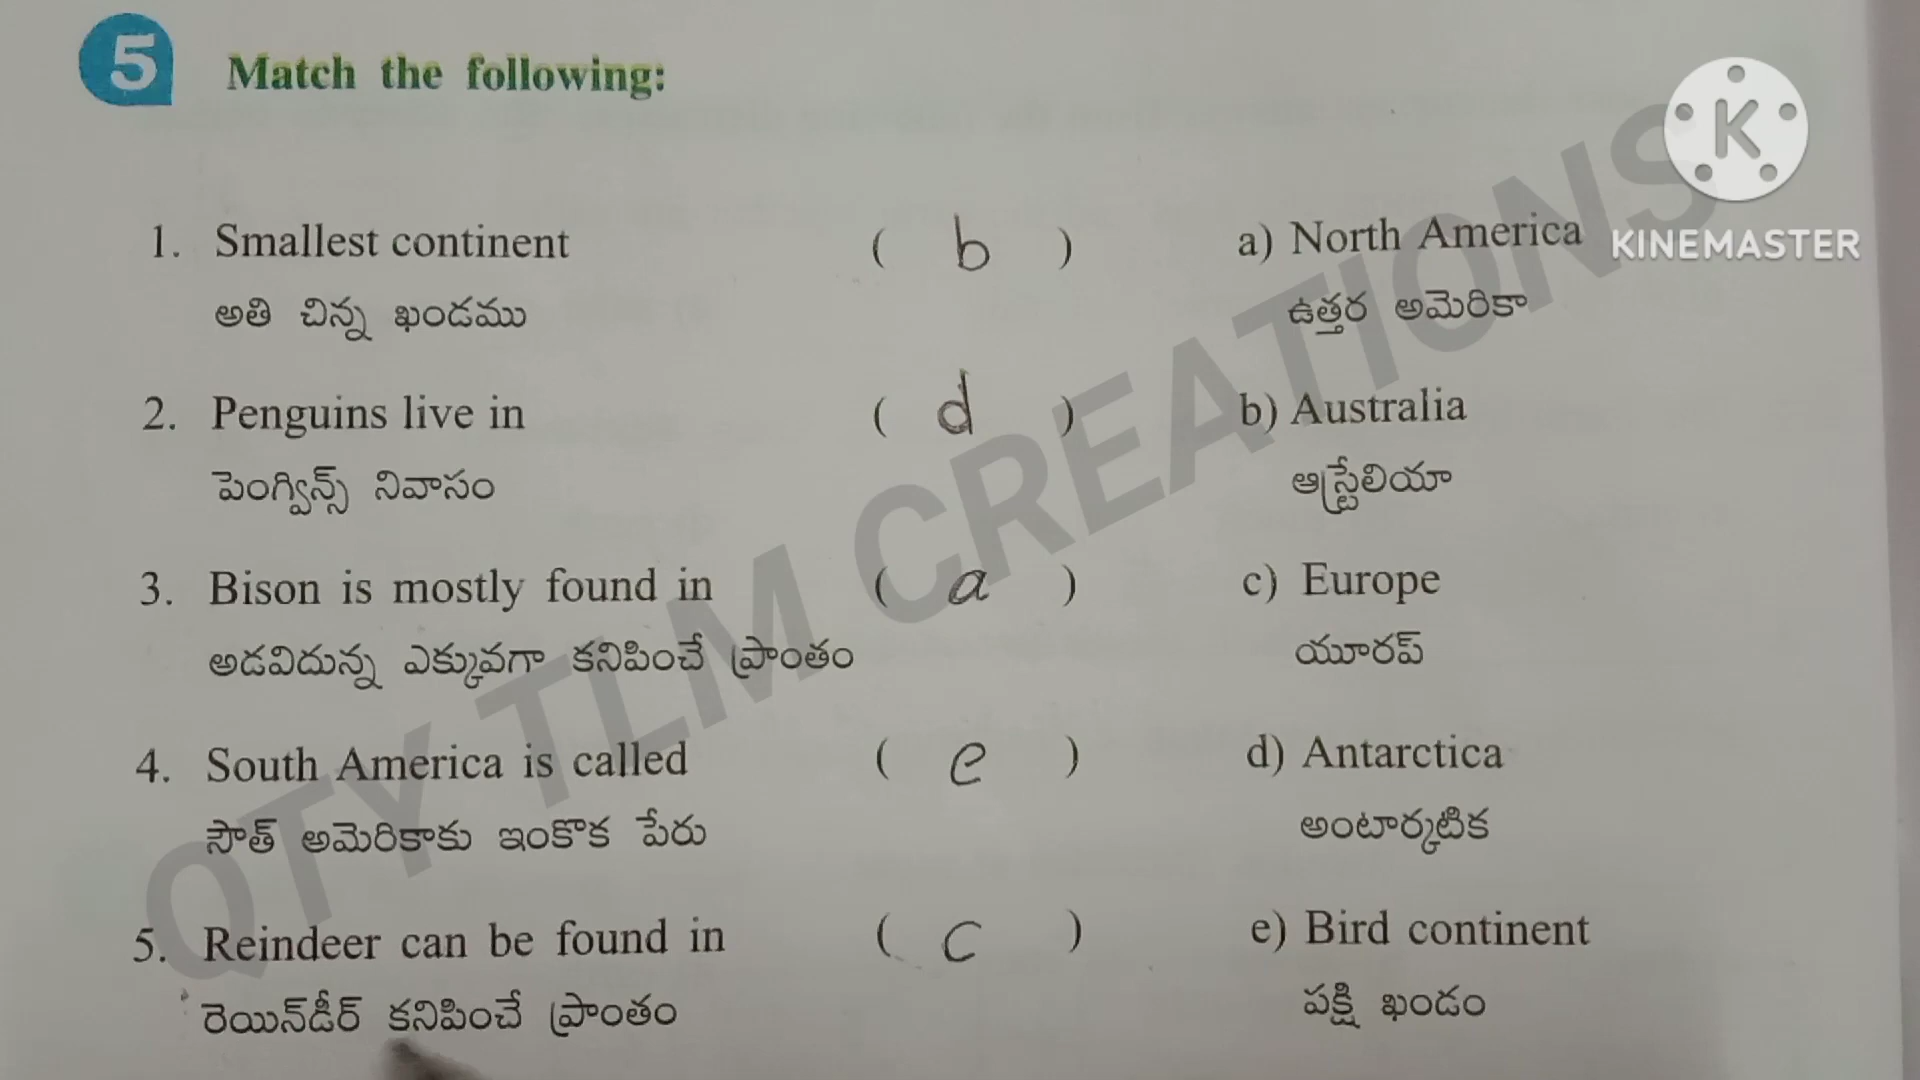 5 Match the following:
K
KINEMASTER
1. Smallest continent ( b ) a) North America
అతి చిన్న ఖండము ఉత్తర అమెరికా
2. Penguins live in ( d ) b) Australia
పెంగ్విన్స్ నివాసం ఆస్ట్రేలియా
3. Bison is mostly found in ( a ) c) Europe
అడవిదున్న ఎక్కువగా కనిపించే ప్రాంతం యూరప్
4. South America is called ( e ) d) Antarctica
సౌత్ అమెరికాకు ఇంకొక పేరు అంటార్కటిక
5. Reindeer can be found in ( c ) e) Bird continent
రెయిన్‌డీర్ కనిపించే ప్రాంతం పక్షి ఖండం
QTY TLM CREATIONS